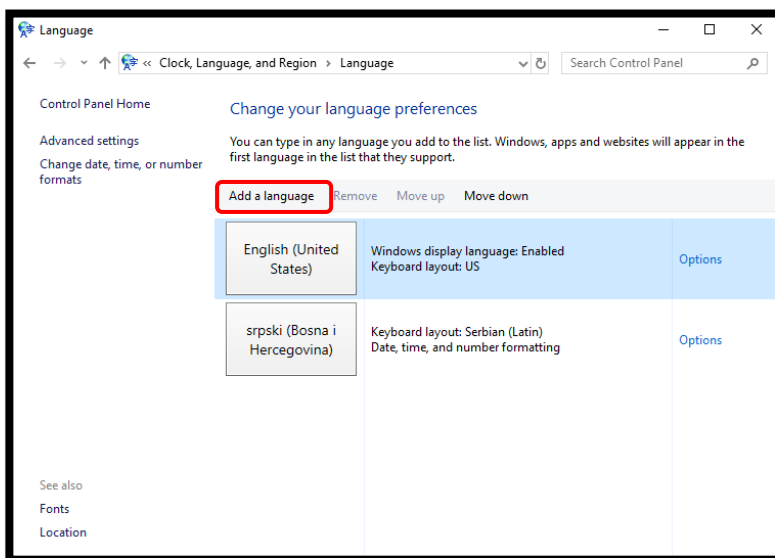 Language
« Clock, Language, and Region › Language
Search Control Panel
Control Panel Home
Advanced settings
Change date, time, or number
formats
Change your language preferences
You can type in any language you add to the list. Windows, apps and websites will appear in the
first language in the list that they support.
Add a language Remove Move up Move down
English (United
States)
Windows display language: Enabled
Keyboard layout: US
Options
srpski (Bosna i
Hercegovina)
Keyboard layout: Serbian (Latin)
Date, time, and number formatting
Options
See also
Fonts
Location